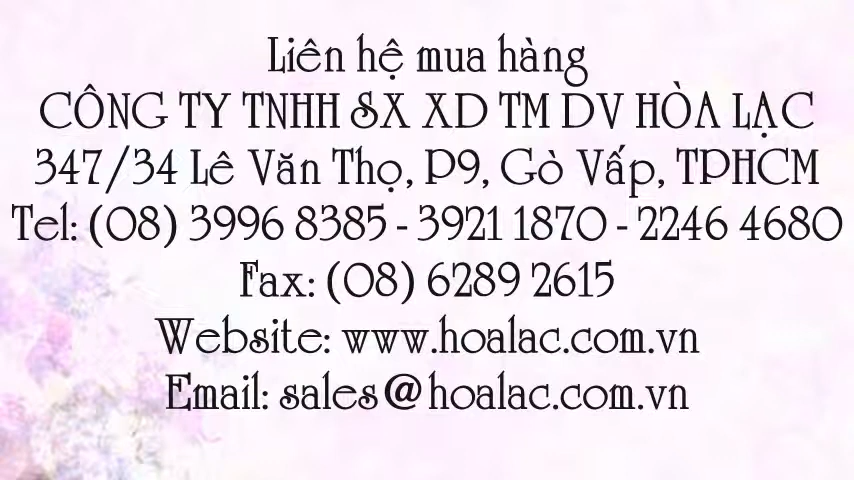 Liên hệ mua hàng
CÔNG TY TNHH SX XD TM DV HÒA LẠC
347/34 Lê Văn Thọ, P9, Gò Vấp, TPHCM
Tel: (08) 3996 8385 - 3921 1870 - 2246 4680
Fax: (08) 6289 2615
Website: www.hoalac.com.vn
Email: sales@hoalac.com.vn